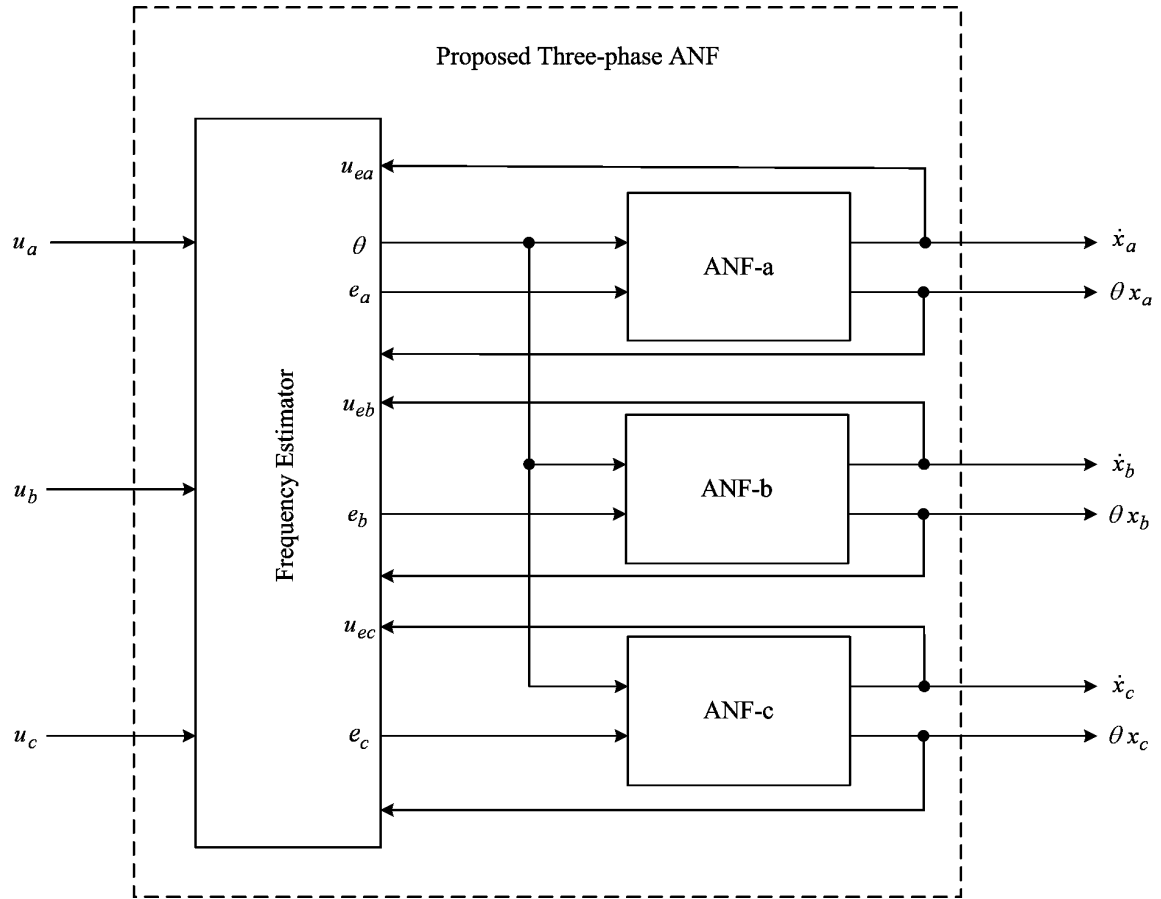 Proposed Three-phase ANF
u_ea
u_a
θ
ANF-a
ẋ_a
e_a
θ x_a
Frequency Estimator
u_eb
ẋ_b
u_b
ANF-b
e_b
θ x_b
u_ec
ẋ_c
ANF-c
u_c
e_c
θ x_c